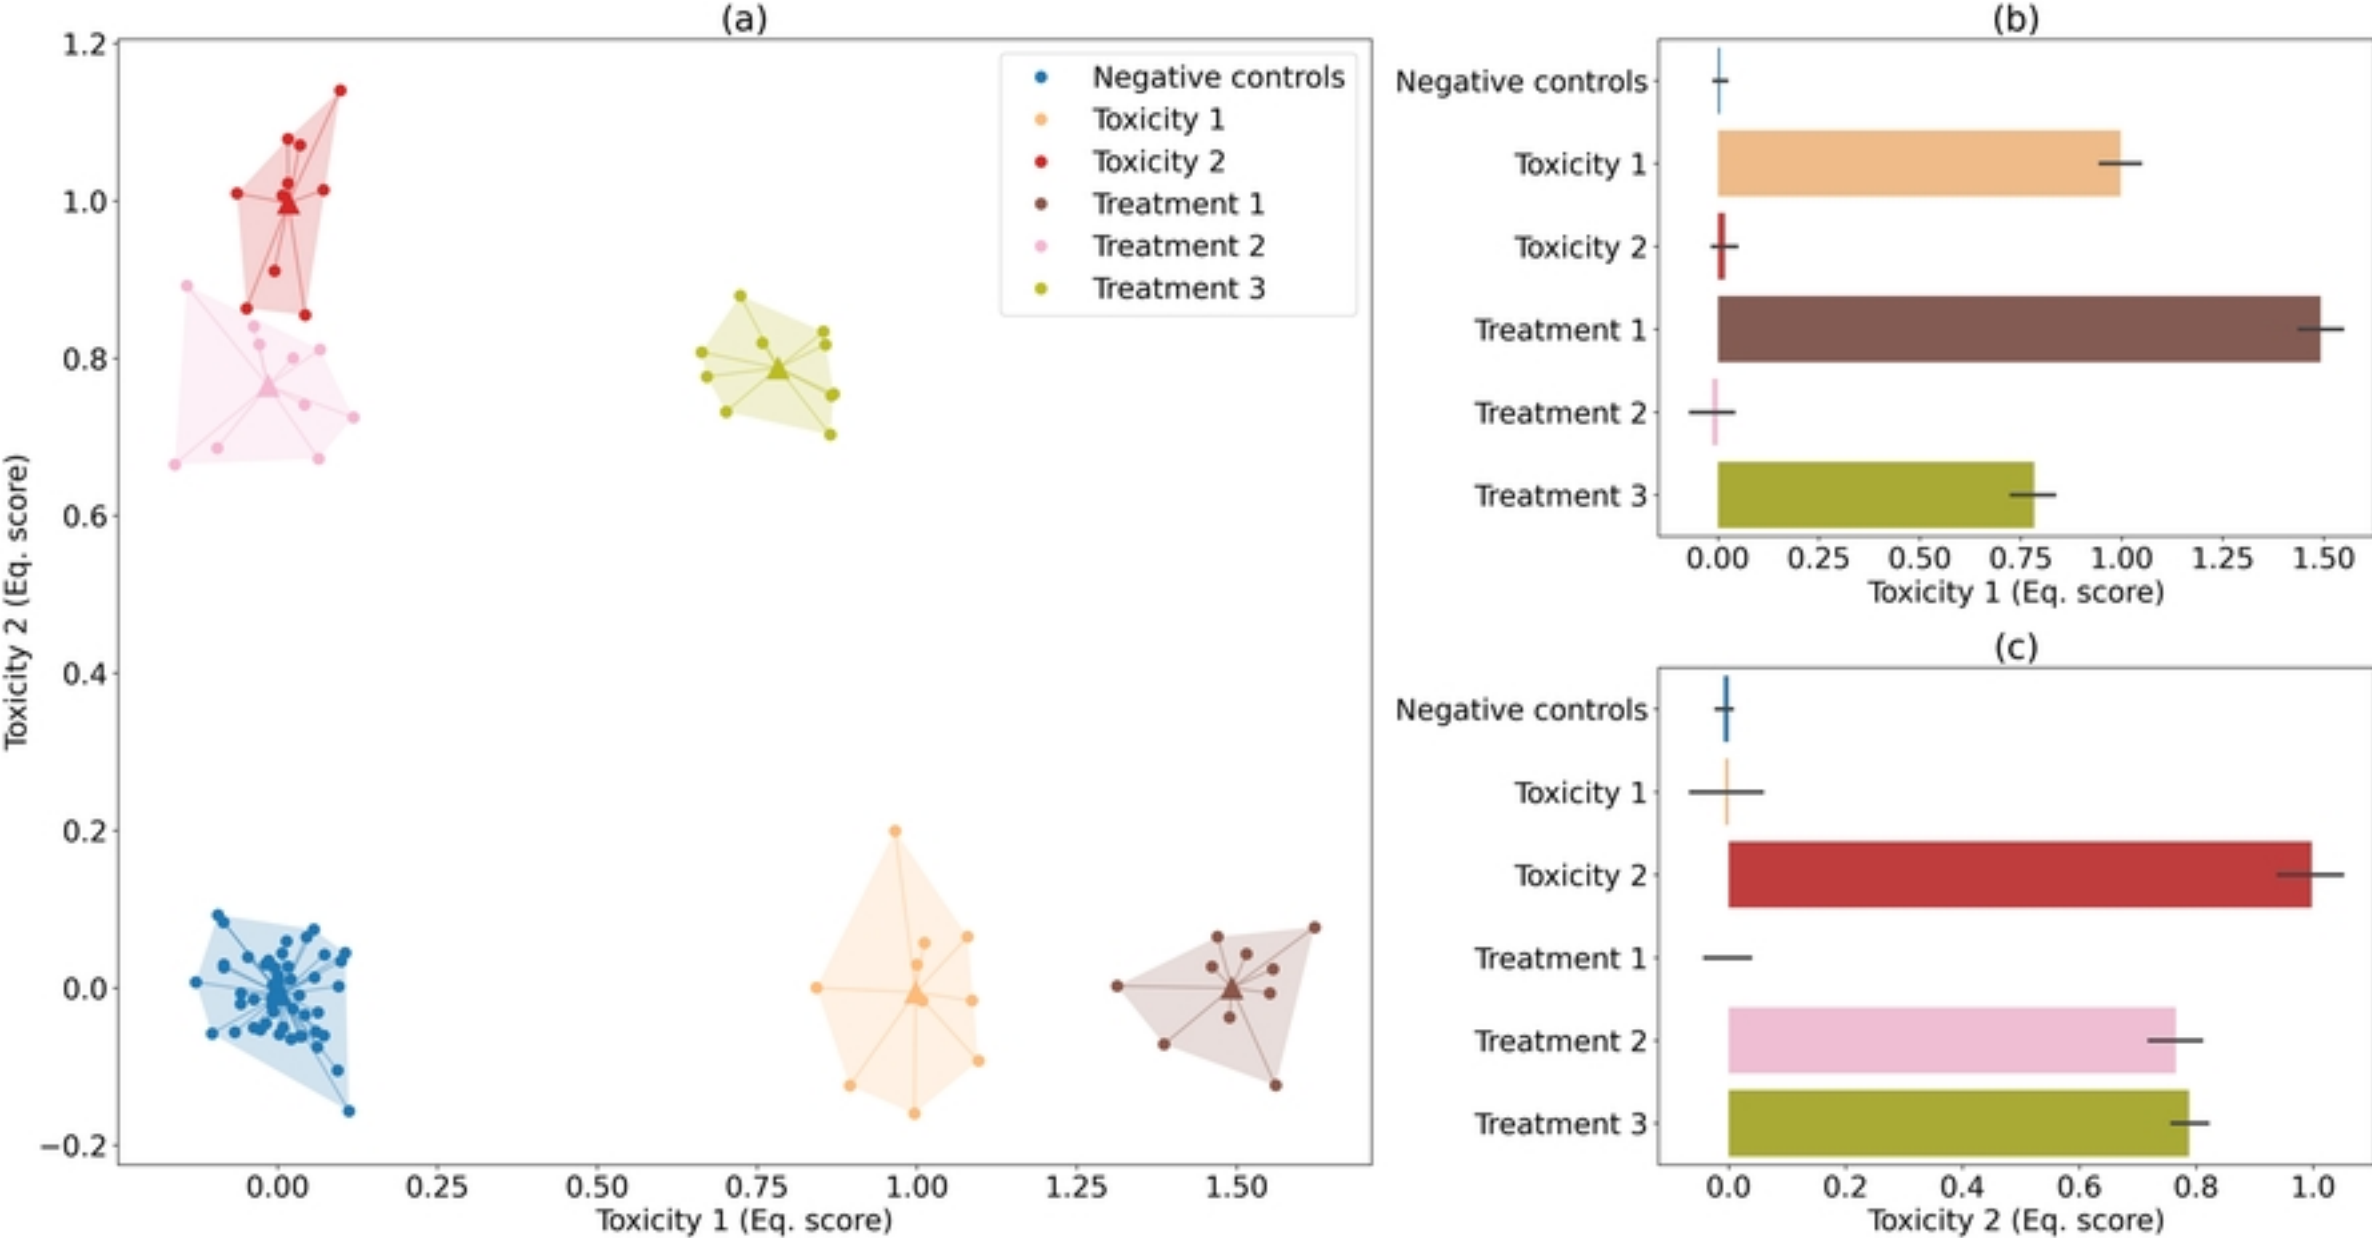 (a)
1.2
1.0
0.8
0.6
0.4
0.2
0.0
−0.2
Toxicity 2 (Eq. score)
0.00 0.25 0.50 0.75 1.00 1.25 1.50
Toxicity 1 (Eq. score)
Negative controls
Toxicity 1
Toxicity 2
Treatment 1
Treatment 2
Treatment 3
(b)
Negative controls
Toxicity 1
Toxicity 2
Treatment 1
Treatment 2
Treatment 3
0.00 0.25 0.50 0.75 1.00 1.25 1.50
Toxicity 1 (Eq. score)
(c)
Negative controls
Toxicity 1
Toxicity 2
Treatment 1
Treatment 2
Treatment 3
0.0 0.2 0.4 0.6 0.8 1.0
Toxicity 2 (Eq. score)